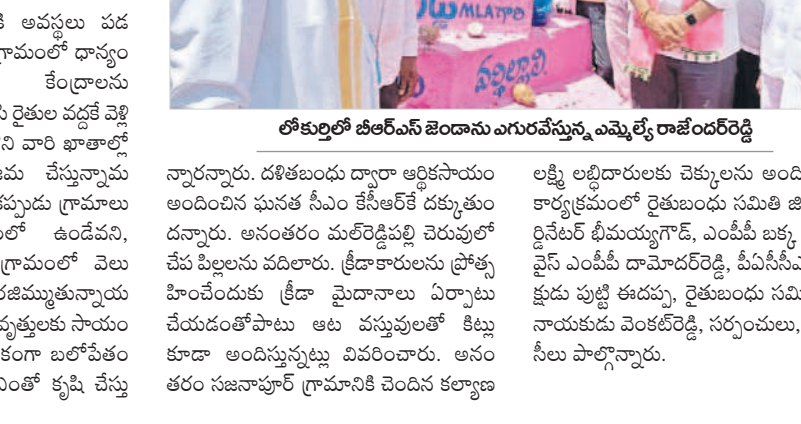 కి అవస్థలు పడ
గ్రామంలో ధాన్యం
కేంద్రాలను
రైతుల వద్దకే వెళ్లి
ని వారి ఖాతాల్లో
జమ చేస్తున్నామ
కప్పుడు గ్రామాలు
లో ఉండేవని,
గ్రామంలో వెలు
రజిమ్ముతున్నాయ
వృత్తులకు సాయం
కంగా బలోపేతం
ఎంతో కృషి చేస్తు
MLAగారి
వర్ధిల్లాలి.
లోకుర్తిలో బీఆర్ఎస్ జెండాను ఎగురవేస్తున్న ఎమ్మెల్యే రాజేందర్‌రెడ్డి
న్నారన్నారు. దళితబంధు ద్వారా ఆర్థికసాయం
అందించిన ఘనత సీఎం కేసీఆర్‌కే దక్కుతుం
దన్నారు. అనంతరం మల్‌రెడ్డిపల్లి చెరువులో
చేప పిల్లలను వదిలారు. క్రీడాకారులను ప్రోత్స
హించేందుకు క్రీడా మైదానాలు ఏర్పాటు
చేయడంతోపాటు ఆట వస్తువులతో కిట్లు
కూడా అందిస్తున్నట్లు వివరించారు. అనం
తరం సజనాపూర్ గ్రామానికి చెందిన కల్యాణ
లక్ష్మి లబ్ధిదారులకు చెక్కులను అంది
కార్యక్రమంలో రైతుబంధు సమితి జి
ర్డినేటర్ భీమయ్యగౌడ్, ఎంపీపీ బక్క
వైస్ ఎంపీపీ దామోదర్‌రెడ్డి, పీఏసీసీఎ
క్షుడు పుట్టి ఈదప్ప, రైతుబంధు సమి
నాయకుడు వెంకట్‌రెడ్డి, సర్పంచులు,
సీలు పాల్గొన్నారు.